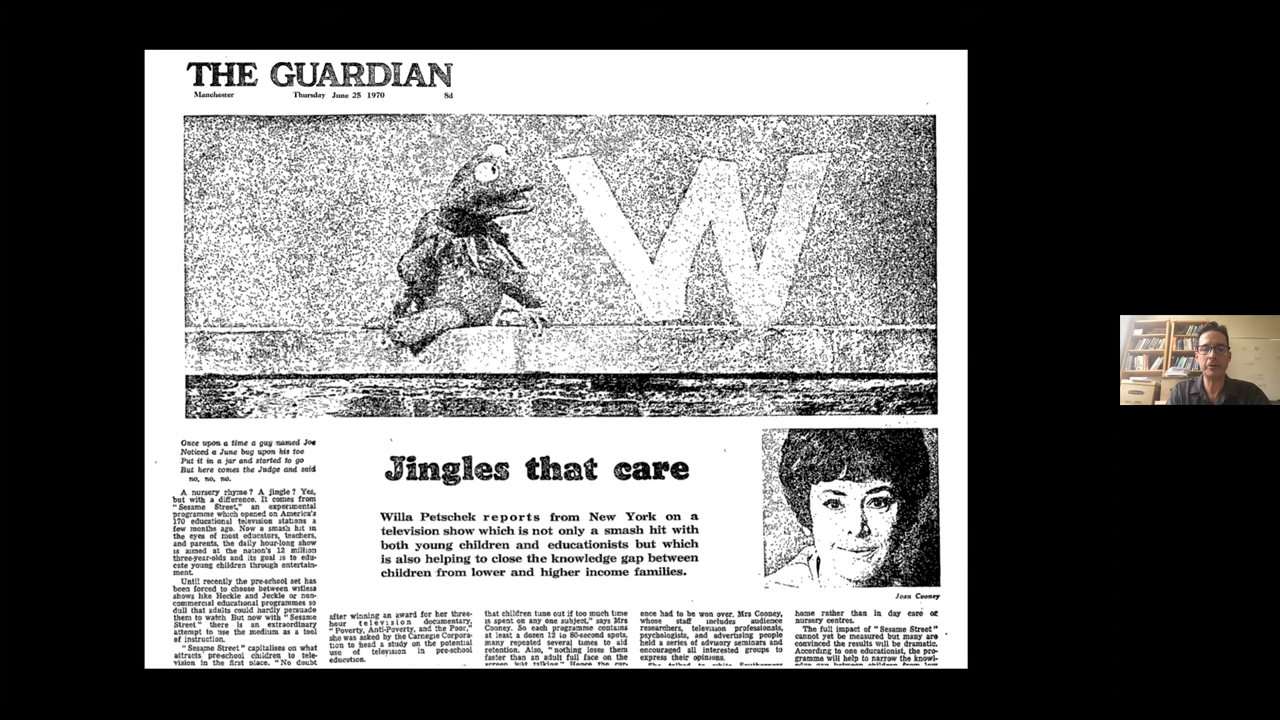 THE GUARDIAN
Manchester Thursday June 25 1970 8d
W
Once upon a time a guy named Joe
Noticed a June bug upon his toe
Put it in a jar and started to go
But here comes the Judge and said
no, no, no.
A nursery rhyme? A jingle? Yes,
but with a difference. It comes from
"Sesame Street," an experimental
programme which opened on America's
170 educational television stations a
few months ago. Now a smash hit in
the eyes of most educators, teachers,
and parents, the daily hour-long show
is aimed at the nation's 12 million
three-year-olds and its goal is to edu-
cate young children through entertain-
ment.
Until recently the pre-school set has
been forced to choose between witless
shows like Heckle and Jeckle or non-
commercial educational programmes so
dull that adults could hardly persuade
them to watch But now with "Sesame
Street" there is an extraordinary
attempt to use the medium as a tool
of instruction.
"Sesame Street" capitalises on what
attracts pre-school children to tele-
vision in the first place. "No doubt
Jingles that care
Willa Petschek reports from New York on a
television show which is not only a smash hit with
both young children and educationists but which
is also helping to close the knowledge gap between
children from lower and higher income families.
Joan Cooney
after winning an award for her three-
hour television documentary,
"Poverty, Anti-Poverty, and the Poor,"
she was asked by the Carnegie Corpora-
tion to head a study on the potential
use of television in pre-school
education.
that children tune out if too much time
is spent on any one subject," says Mrs
Cooney. So each programme contains
at least a dozen 12 to 80-second spots,
many repeated several times to aid
retention. Also, "nothing loses them
faster than an adult full face on the
screen just talking" Hence the car-
ence had to be won over. Mrs Cooney,
whose staff includes audience
researchers, television professionals,
psychologists, and advertising people
held a series of advisory seminars and
encouraged all interested groups to
express their opinions.
home rather than in day care or
nursery centres.
The full impact of "Sesame Street"
cannot yet be measured but many are
convinced the results will be dramatic.
According to one educationist, the pro-
gramme will help to narrow the knowl-
edge gap between children from low